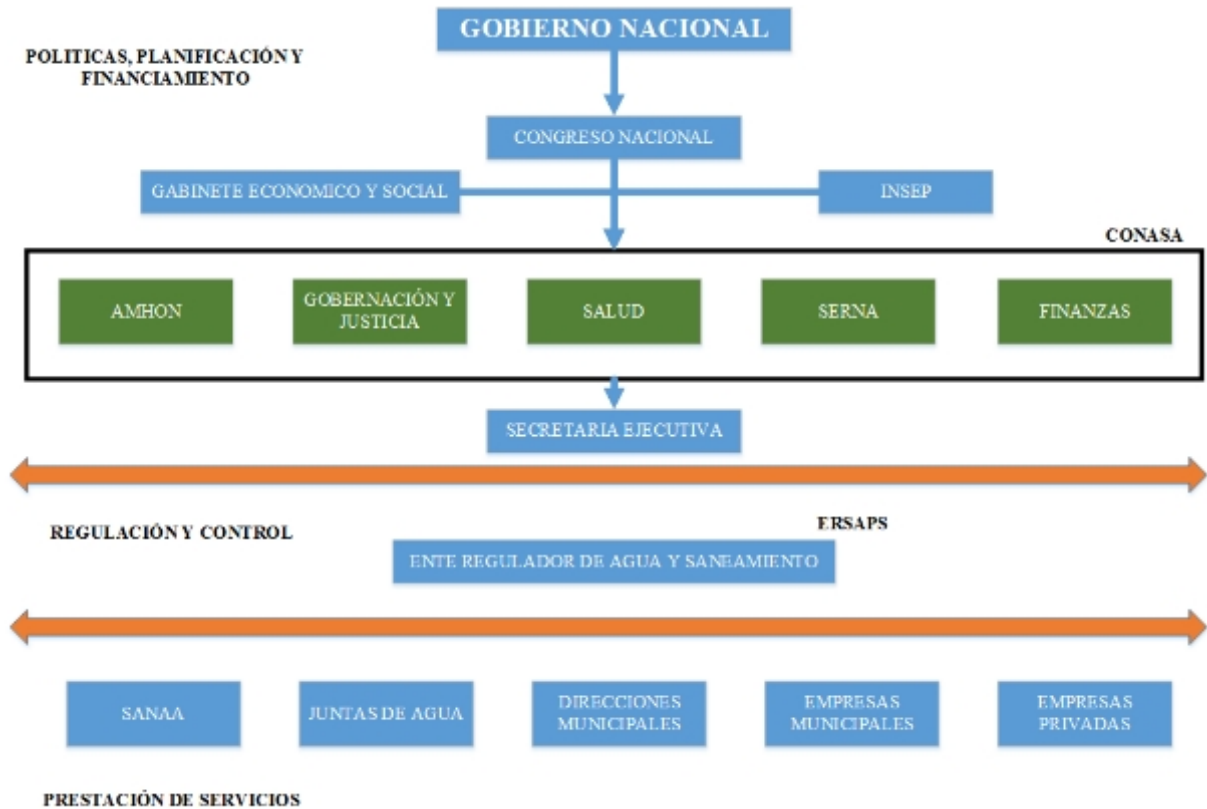 GOBIERNO NACIONAL
POLITICAS, PLANIFICACIÓN Y
FINANCIAMIENTO
CONGRESO NACIONAL
GABINETE ECONOMICO Y SOCIAL
INSEP
CONASA
AMHON
GOBERNACIÓN Y
JUSTICIA
SALUD
SERNA
FINANZAS
SECRETARIA EJECUTIVA
REGULACIÓN Y CONTROL
ERSAPS
ENTE REGULADOR DE AGUA Y SANEAMIENTO
SANAA
JUNTAS DE AGUA
DIRECCIONES
MUNICIPALES
EMPRESAS
MUNICIPALES
EMPRESAS
PRIVADAS
PRESTACIÓN DE SERVICIOS